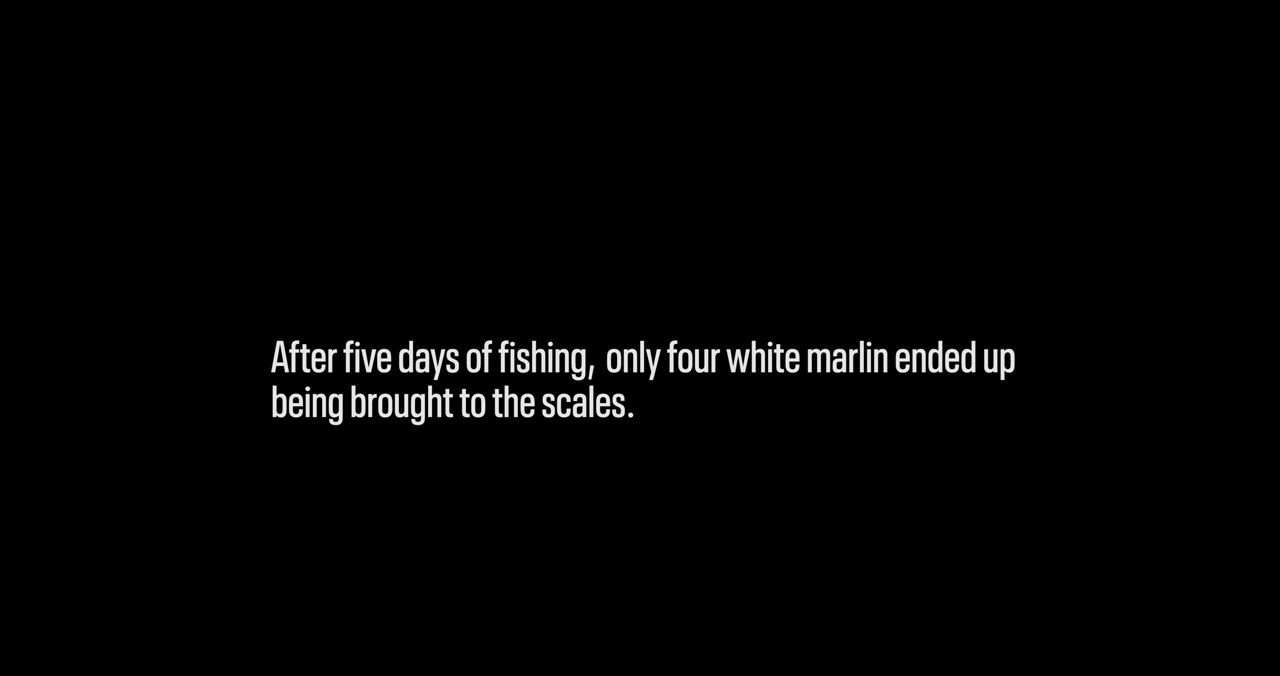 After five days of fishing, only four white marlin ended up
being brought to the scales.